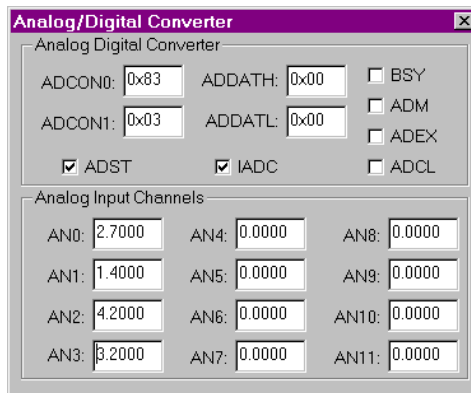 Analog/Digital Converter
Analog Digital Converter
ADCON0: 0x83 ADDATH: 0x00 BSY
ADM
ADCON1: 0x03 ADDATL: 0x00
ADEX
ADST IADC ADCL
Analog Input Channels
AN0: 2.7000 AN4: 0.0000 AN8: 0.0000
AN1: 1.4000 AN5: 0.0000 AN9: 0.0000
AN2: 4.2000 AN6: 0.0000 AN10: 0.0000
AN3: 3.2000 AN7: 0.0000 AN11: 0.0000